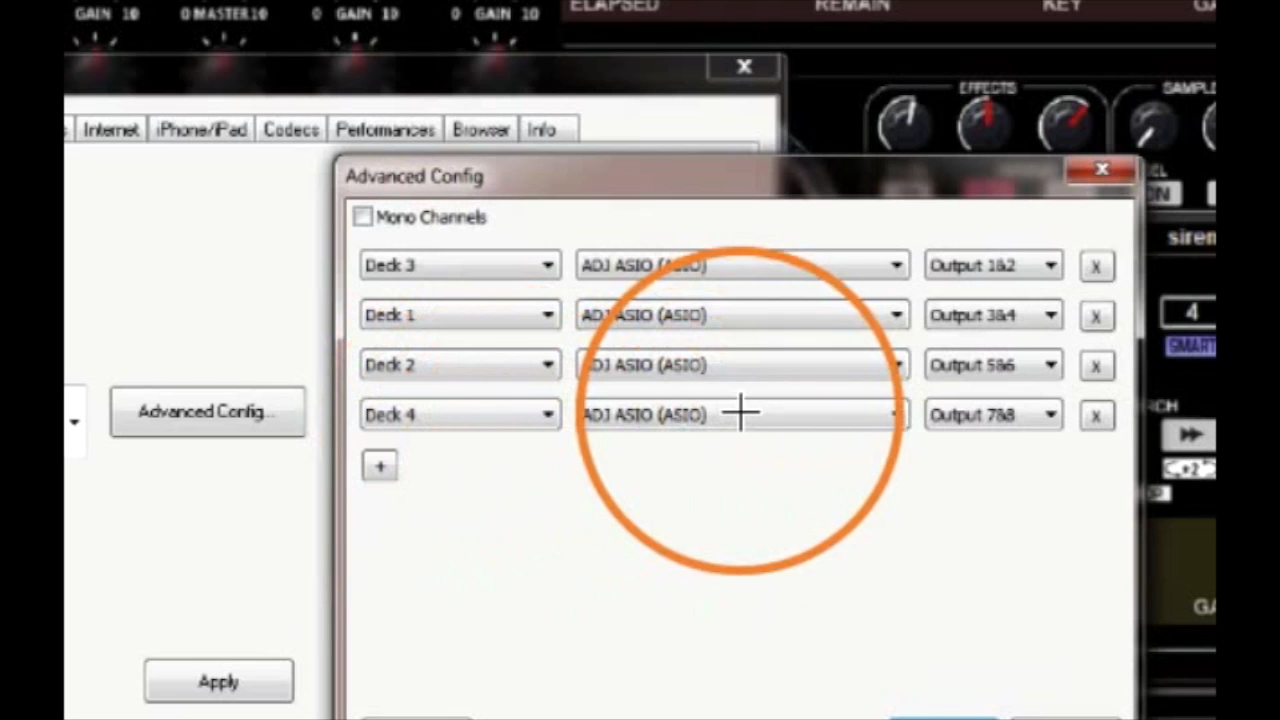 GAIN 10 0 MASTER 10 0 GAIN 10 0 GAIN 10
ELAPSED REMAIN KEY
X
EFFECTS
Internet iPhone/iPad Codecs Performances Browser Info
Advanced Config
X
Mono Channels
Deck 3 ADJ ASIO (ASIO) Output 1&2 X
Deck 1 ADJ ASIO (ASIO) Output 3&4 X
4
SMART
Deck 2 ADJ ASIO (ASIO) Output 5&6 X
Advanced Config...
Deck 4 ADJ ASIO (ASIO) Output 7&8 X
+
+2
Apply